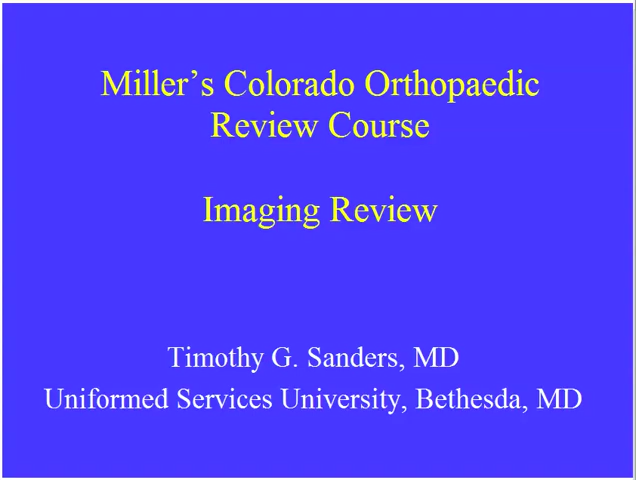 Miller's Colorado Orthopaedic
Review Course
Imaging Review
Timothy G. Sanders, MD
Uniformed Services University, Bethesda, MD